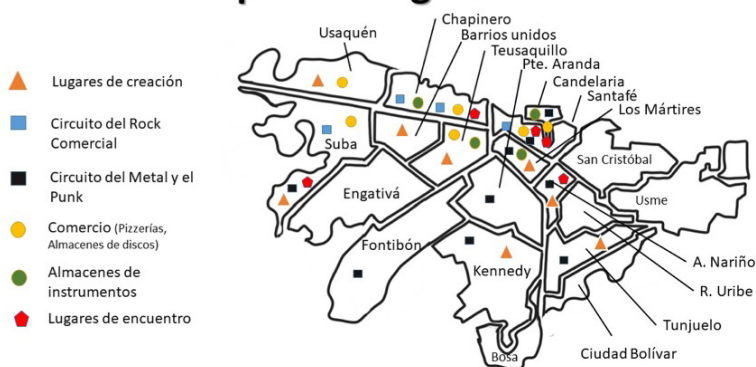 Chapinero
Usaquén
Barrios unidos
Teusaquillo
Pte. Aranda
Candelaria
Santafé
Los Mártires
Lugares de creación
Circuito del Rock
Comercial
Circuito del Metal y el
Punk
Comercio (Pizzerías,
Almacenes de discos)
Almacenes de
instrumentos
Lugares de encuentro
Suba
Engativá
Fontibón
Kennedy
Bosa
San Cristóbal
Usme
A. Nariño
R. Uribe
Tunjuelo
Ciudad Bolívar